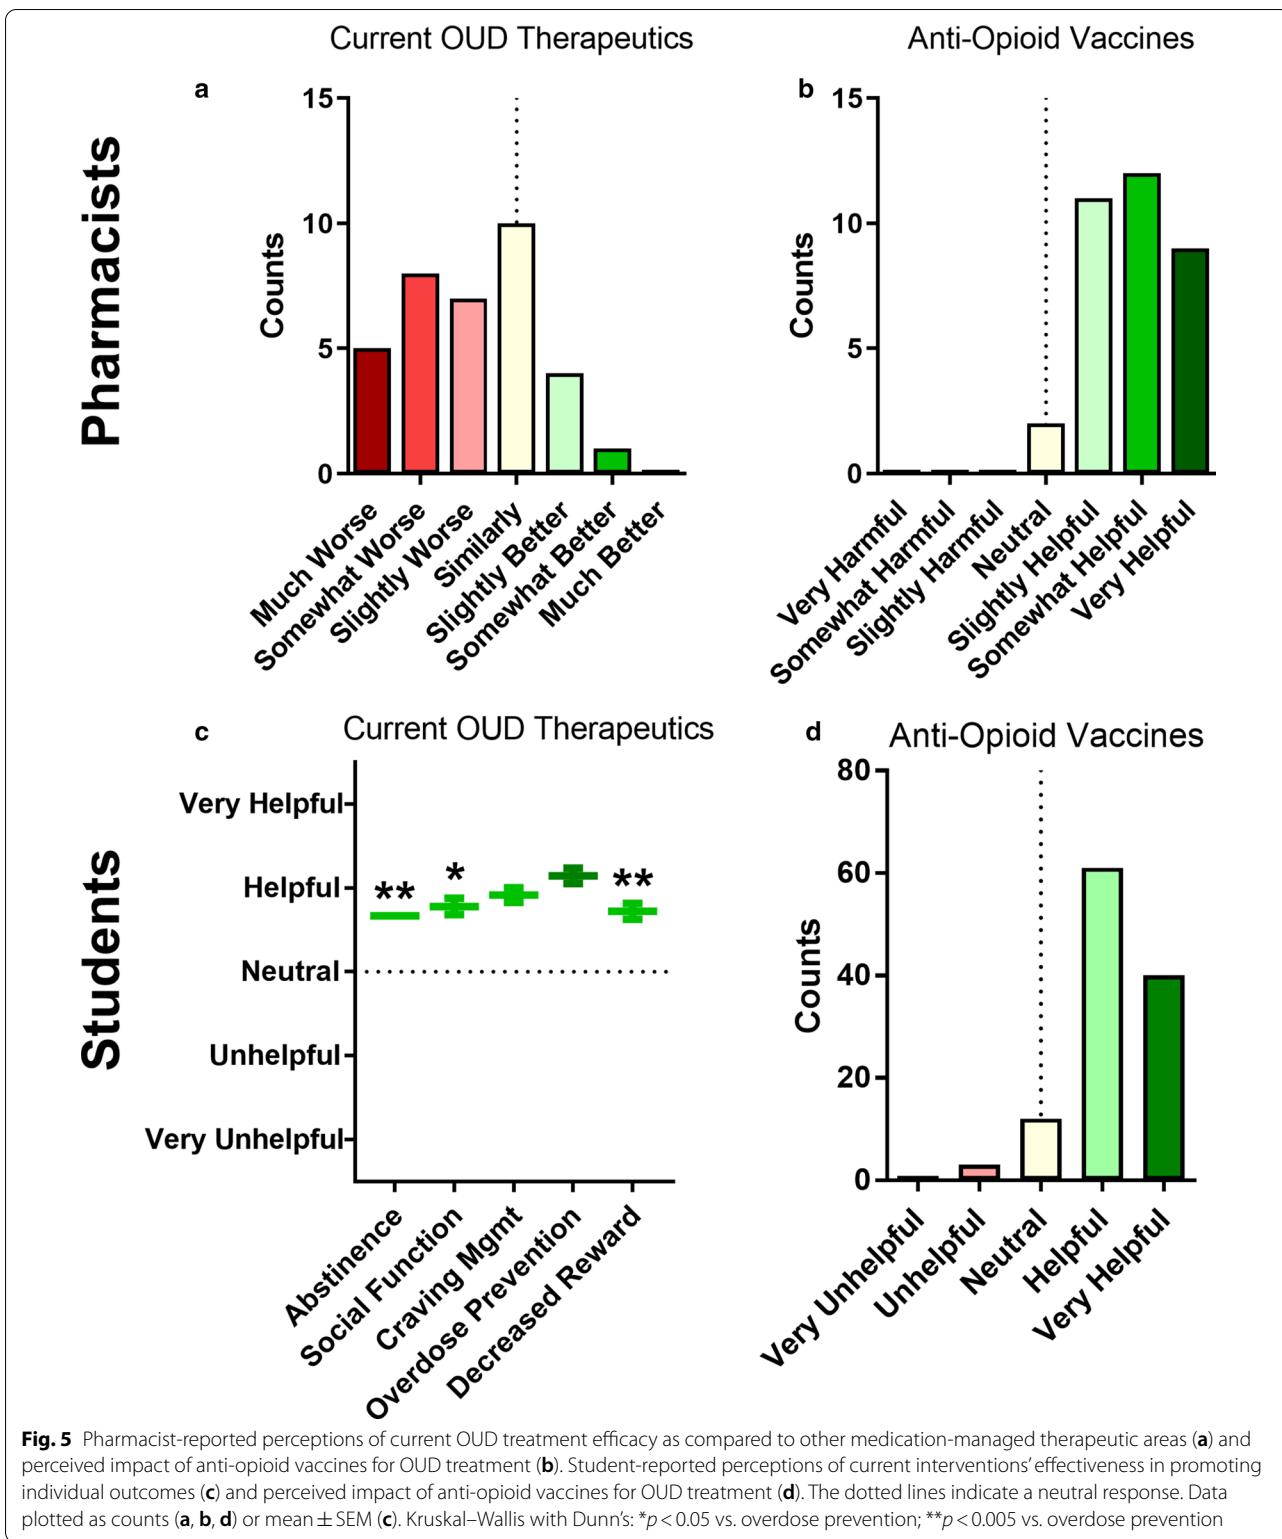 Current OUD Therapeutics
Anti-Opioid Vaccines
Pharmacists
a
15
10
5
0
Counts
Much Worse
Somewhat Worse
Slightly Worse
Similarly
Slightly Better
Somewhat Better
Much Better
b
15
10
5
0
Counts
Very Harmful
Somewhat Harmful
Slightly Harmful
Neutral
Slightly Helpful
Somewhat Helpful
Very Helpful
Students
c
Current OUD Therapeutics
Very Helpful
Helpful
Neutral
Unhelpful
Very Unhelpful
**
*
**
Abstinence
Social Function
Craving Mgmt
Overdose Prevention
Decreased Reward
d
Anti-Opioid Vaccines
80
60
40
20
0
Counts
Very Unhelpful
Unhelpful
Neutral
Helpful
Very Helpful
Fig. 5 Pharmacist-reported perceptions of current OUD treatment efficacy as compared to other medication-managed therapeutic areas (a) and
perceived impact of anti-opioid vaccines for OUD treatment (b). Student-reported perceptions of current interventions' effectiveness in promoting
individual outcomes (c) and perceived impact of anti-opioid vaccines for OUD treatment (d). The dotted lines indicate a neutral response. Data
plotted as counts (a, b, d) or mean ± SEM (c). Kruskal–Wallis with Dunn's: *p < 0.05 vs. overdose prevention; **p < 0.005 vs. overdose prevention